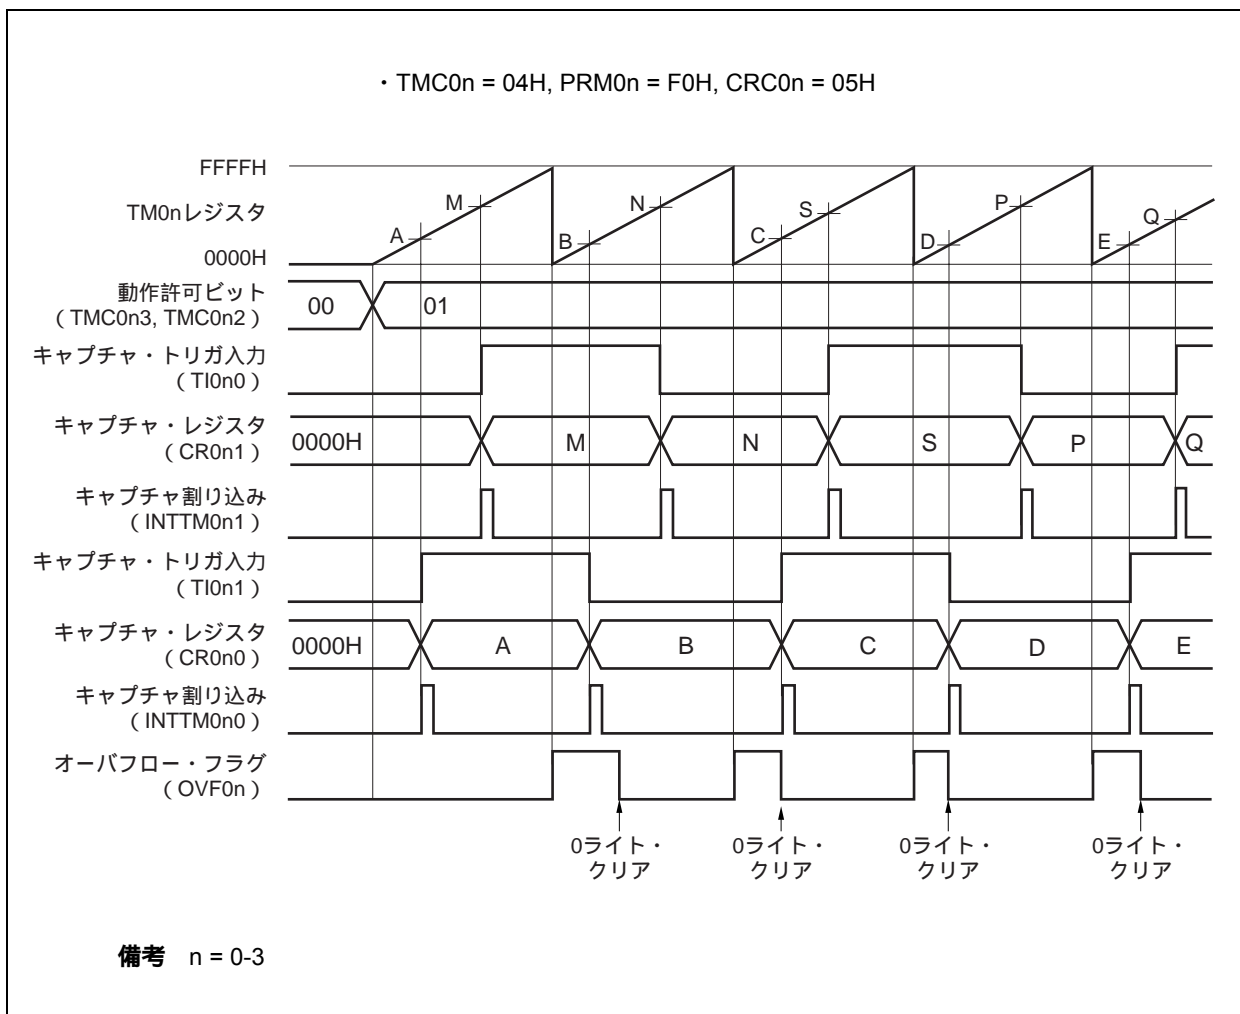 ・TMC0n = 04H, PRM0n = F0H, CRC0n = 05H
FFFFH
TM0nレジスタ
0000H
A
M
B
N
C
S
D
P
E
Q
動作許可ビット
（TMC0n3, TMC0n2）
00
01
キャプチャ・トリガ入力
（TI0n0）
キャプチャ・レジスタ
（CR0n1）
0000H
M
N
S
P
Q
キャプチャ割り込み
（INTTM0n1）
キャプチャ・トリガ入力
（TI0n1）
キャプチャ・レジスタ
（CR0n0）
0000H
A
B
C
D
E
キャプチャ割り込み
（INTTM0n0）
オーバフロー・フラグ
（OVF0n）
0ライト・
クリア
0ライト・
クリア
0ライト・
クリア
0ライト・
クリア
備考 n = 0-3